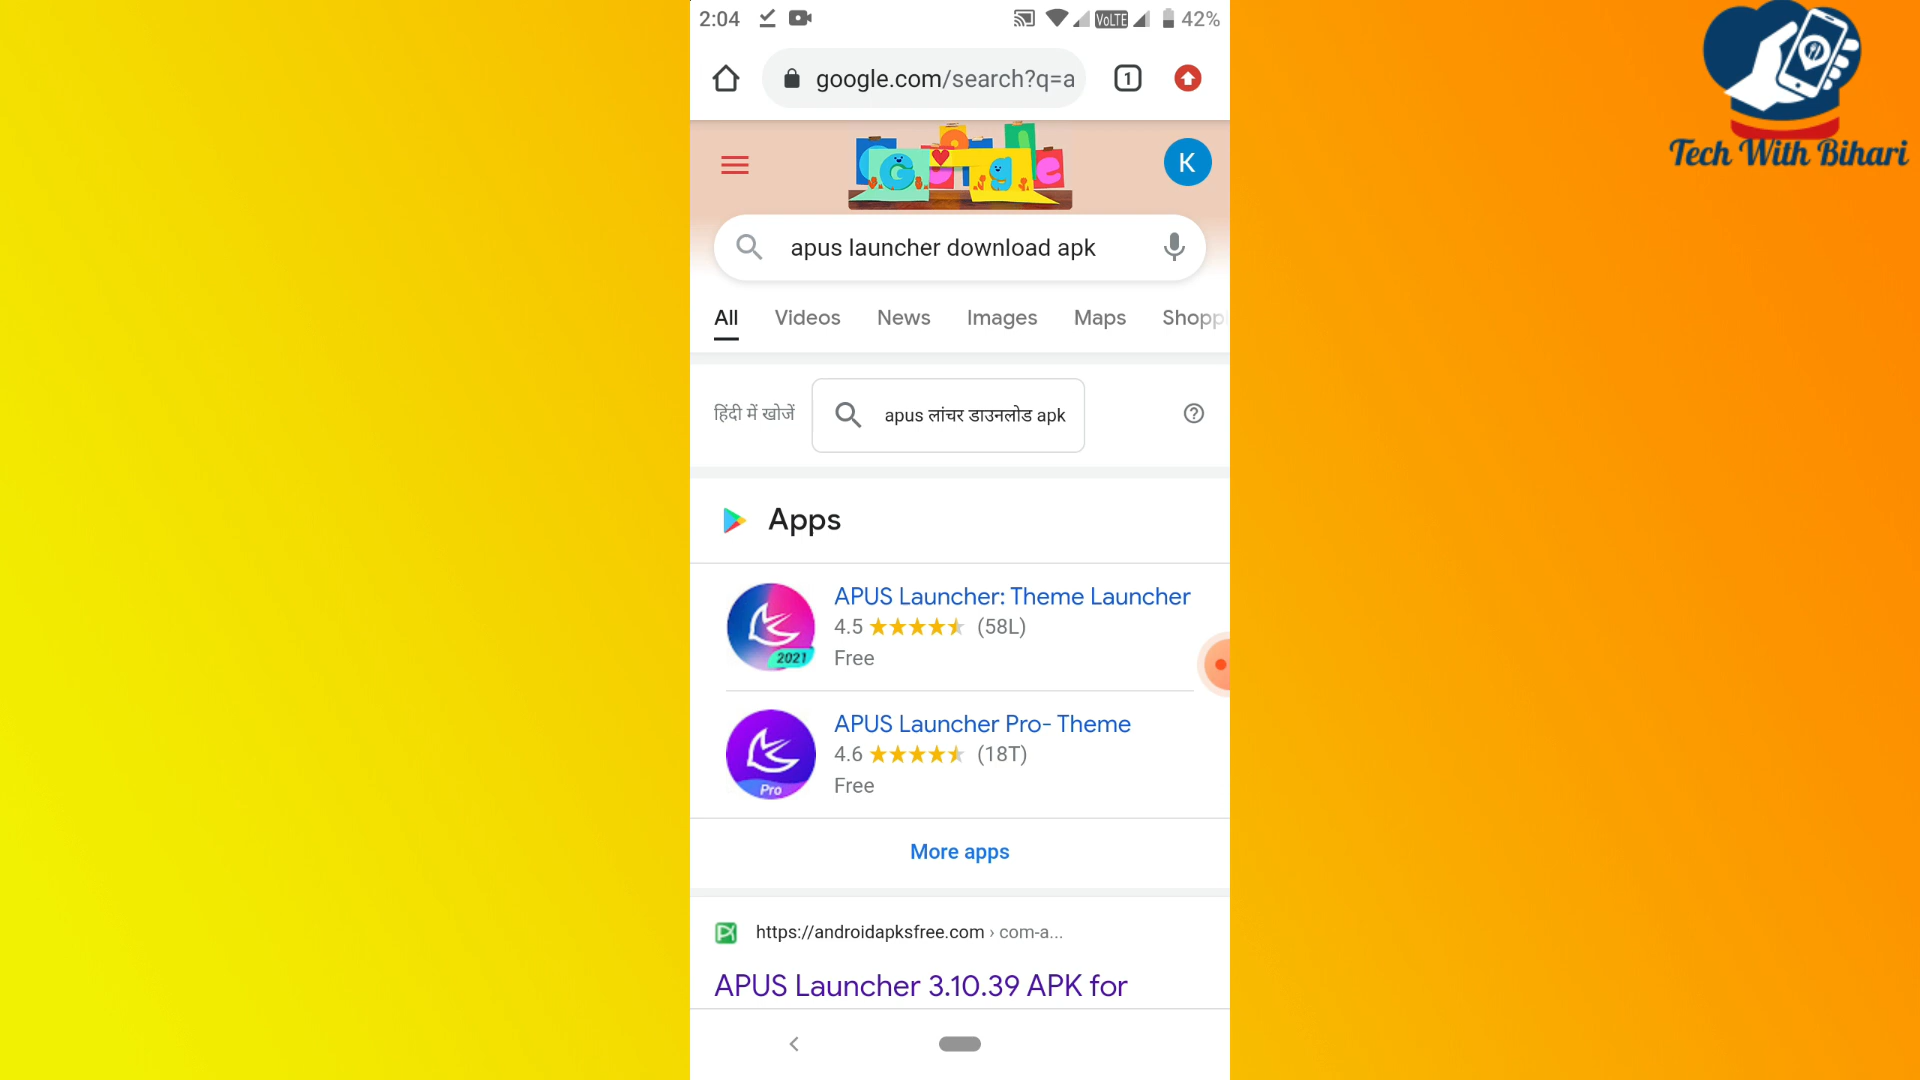 2:04 VoLTE 42%
google.com/search?q=a 1
Google K
Tech With Bihari
apus launcher download apk
All Videos News Images Maps Shopp
हिंदी में खोजें apus लांचर डाउनलोड apk
Apps
APUS Launcher: Theme Launcher
4.5 (58L)
2021
Free
APUS Launcher Pro- Theme
4.6 (18T)
Free
Pro
More apps
https://androidapksfree.com › com-a...
APUS Launcher 3.10.39 APK for